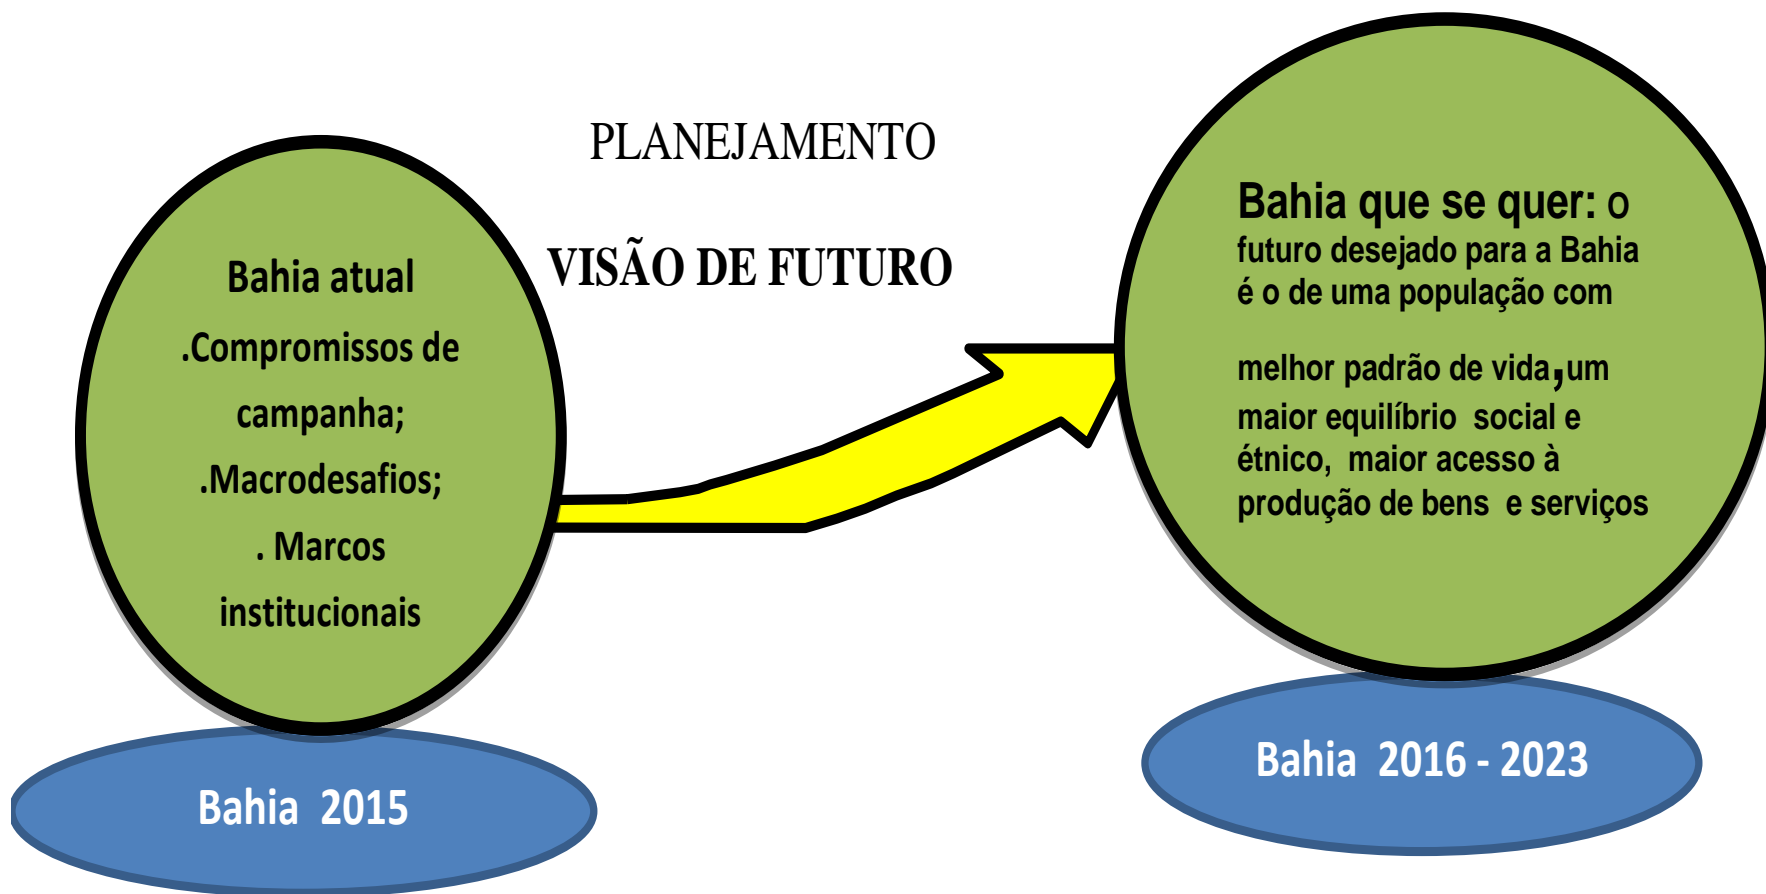 PLANEJAMENTO
VISÃO DE FUTURO
Bahia atual
.Compromissos de
campanha;
.Macrodesafios;
. Marcos
institucionais
Bahia 2015
Bahia que se quer: o
futuro desejado para a Bahia
é o de uma população com
melhor padrão de vida,um
maior equilíbrio social e
étnico, maior acesso à
produção de bens e serviços
Bahia 2016 - 2023